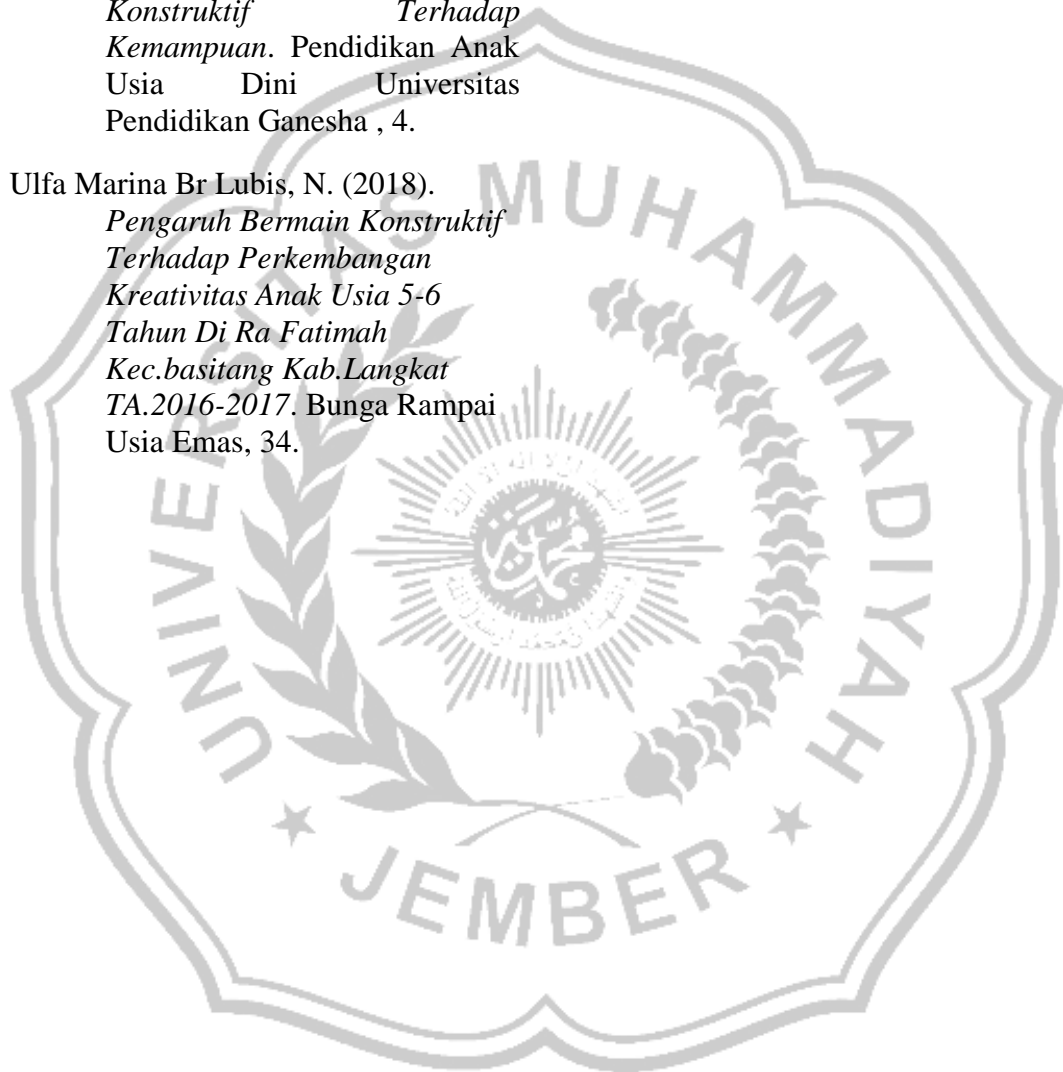 Konstruktif Terhadap
Kemampuan. Pendidikan Anak
Usia Dini Universitas
Pendidikan Ganesha , 4.
Ulfa Marina Br Lubis, N. (2018).
Pengaruh Bermain Konstruktif
Terhadap Perkembangan
Kreativitas Anak Usia 5-6
Tahun Di Ra Fatimah
Kec.basitang Kab.Langkat
TA.2016-2017. Bunga Rampai
Usia Emas, 34.
UNIVERSITAS MUHAMMADIYAH
JEMBER